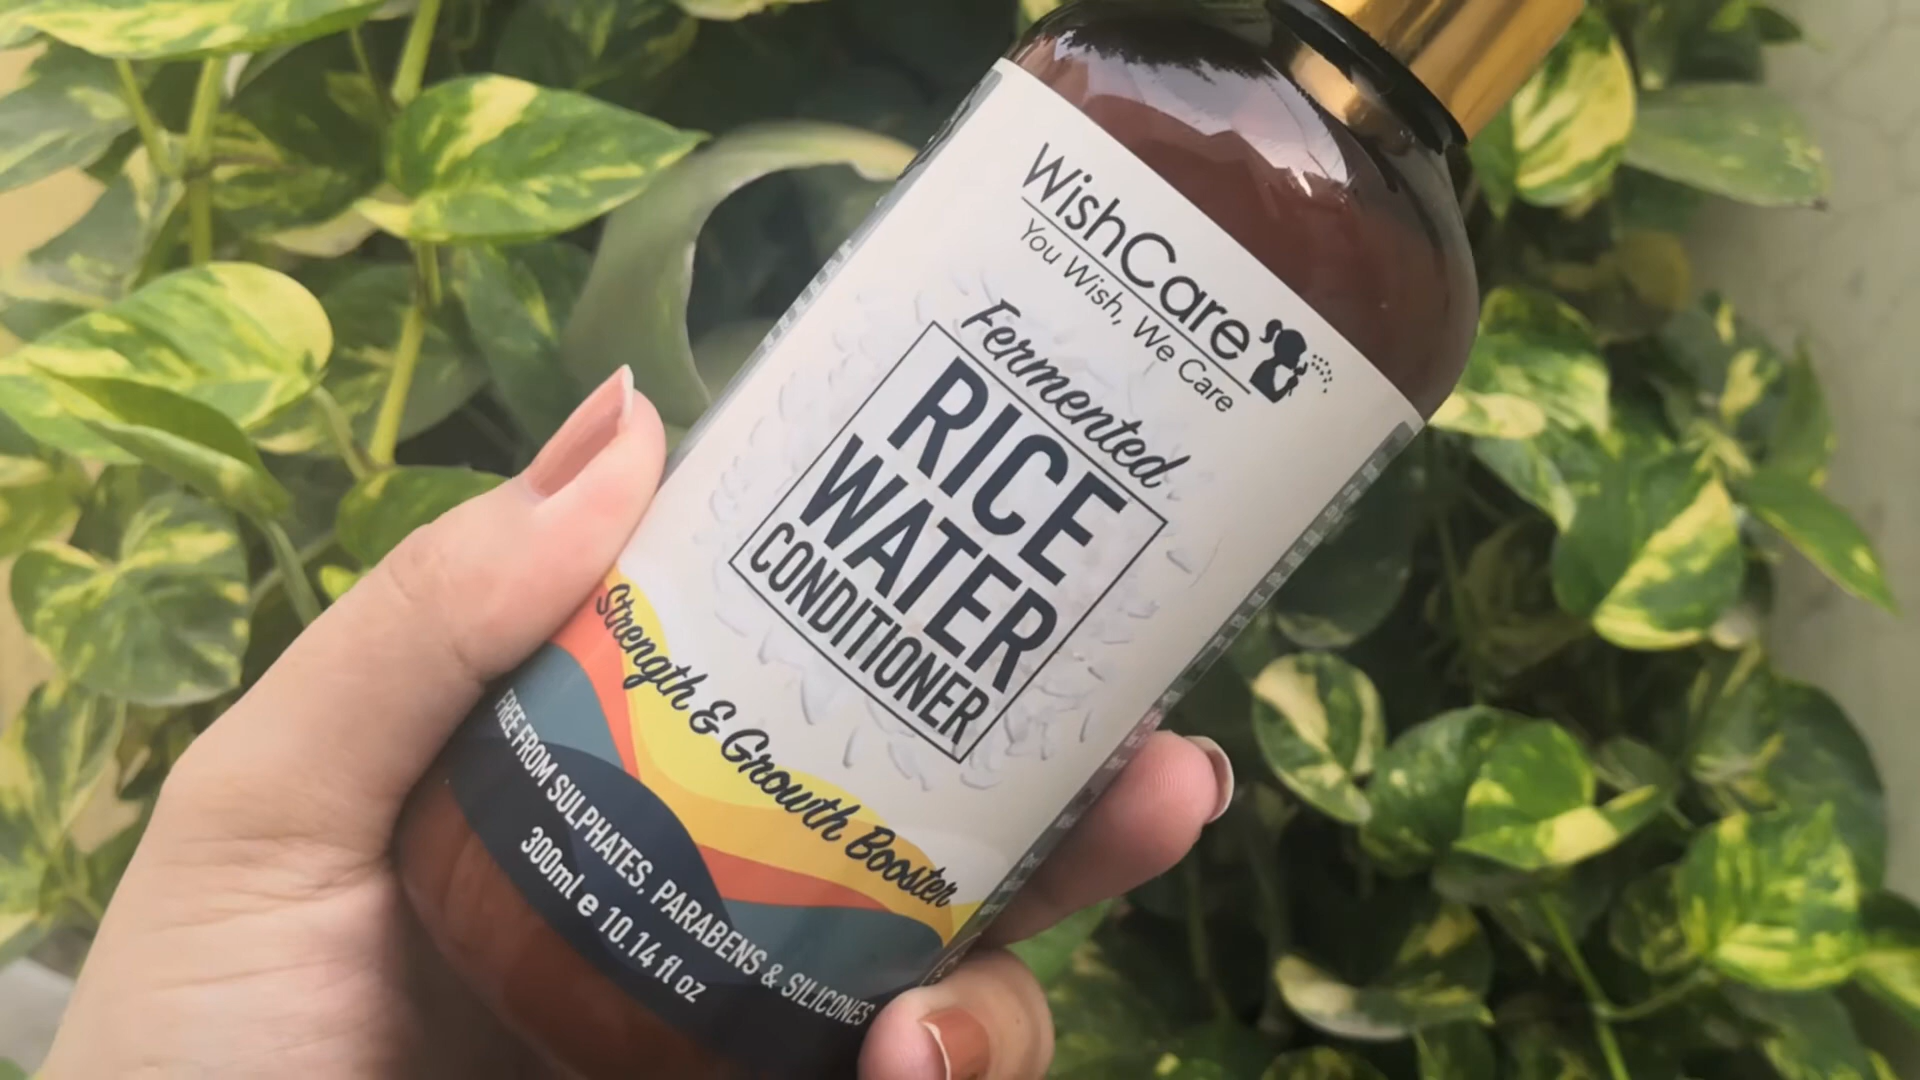 WishCare
You Wish, We Care
Fermented
RICE
WATER
CONDITIONER
Strength & Growth Booster
FREE FROM SULPHATES, PARABENS & SILICONES
300ml e 10.14 fl oz